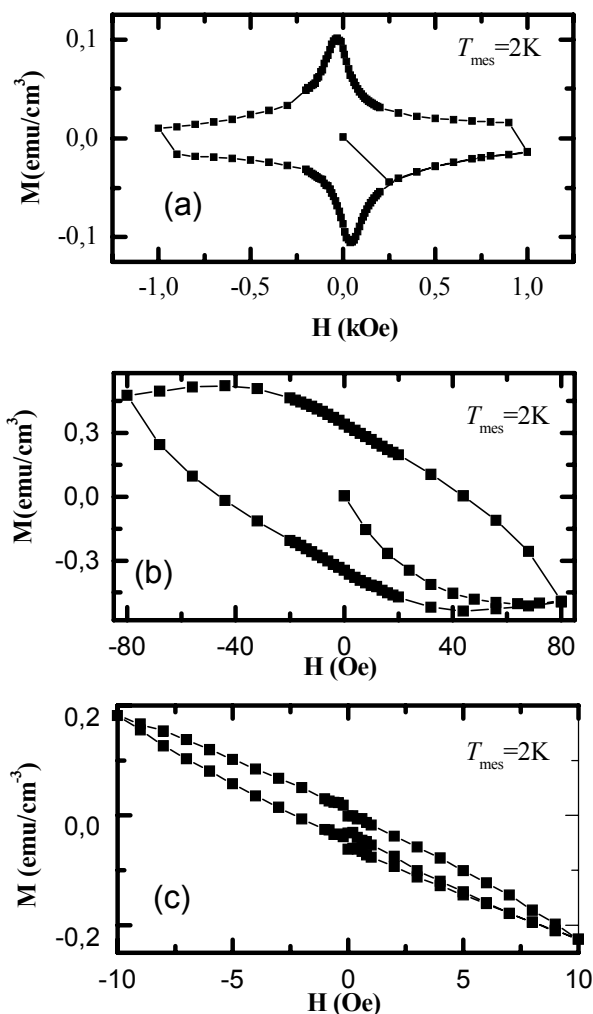 0,1
0,0
-0,1
M(emu/cm³)
T_mes=2K
(a)
-1,0 -0,5 0,0 0,5 1,0
H (kOe)
0,3
0,0
-0,3
M(emu/cm³)
T_mes=2K
(b)
-80 -40 0 40 80
H (Oe)
0,2
0,0
-0,2
M (emu/cm⁻³)
T_mes=2K
(c)
-10 -5 0 5 10
H (Oe)